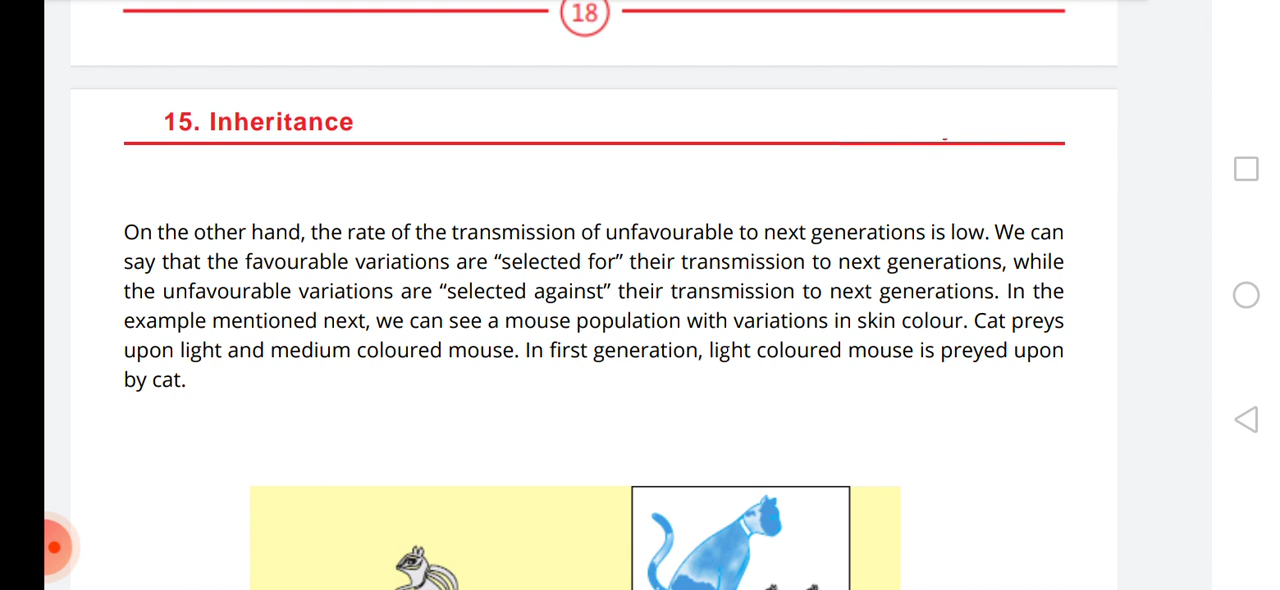 18
15. Inheritance
On the other hand, the rate of the transmission of unfavourable to next generations is low. We can
say that the favourable variations are “selected for” their transmission to next generations, while
the unfavourable variations are “selected against” their transmission to next generations. In the
example mentioned next, we can see a mouse population with variations in skin colour. Cat preys
upon light and medium coloured mouse. In first generation, light coloured mouse is preyed upon
by cat.